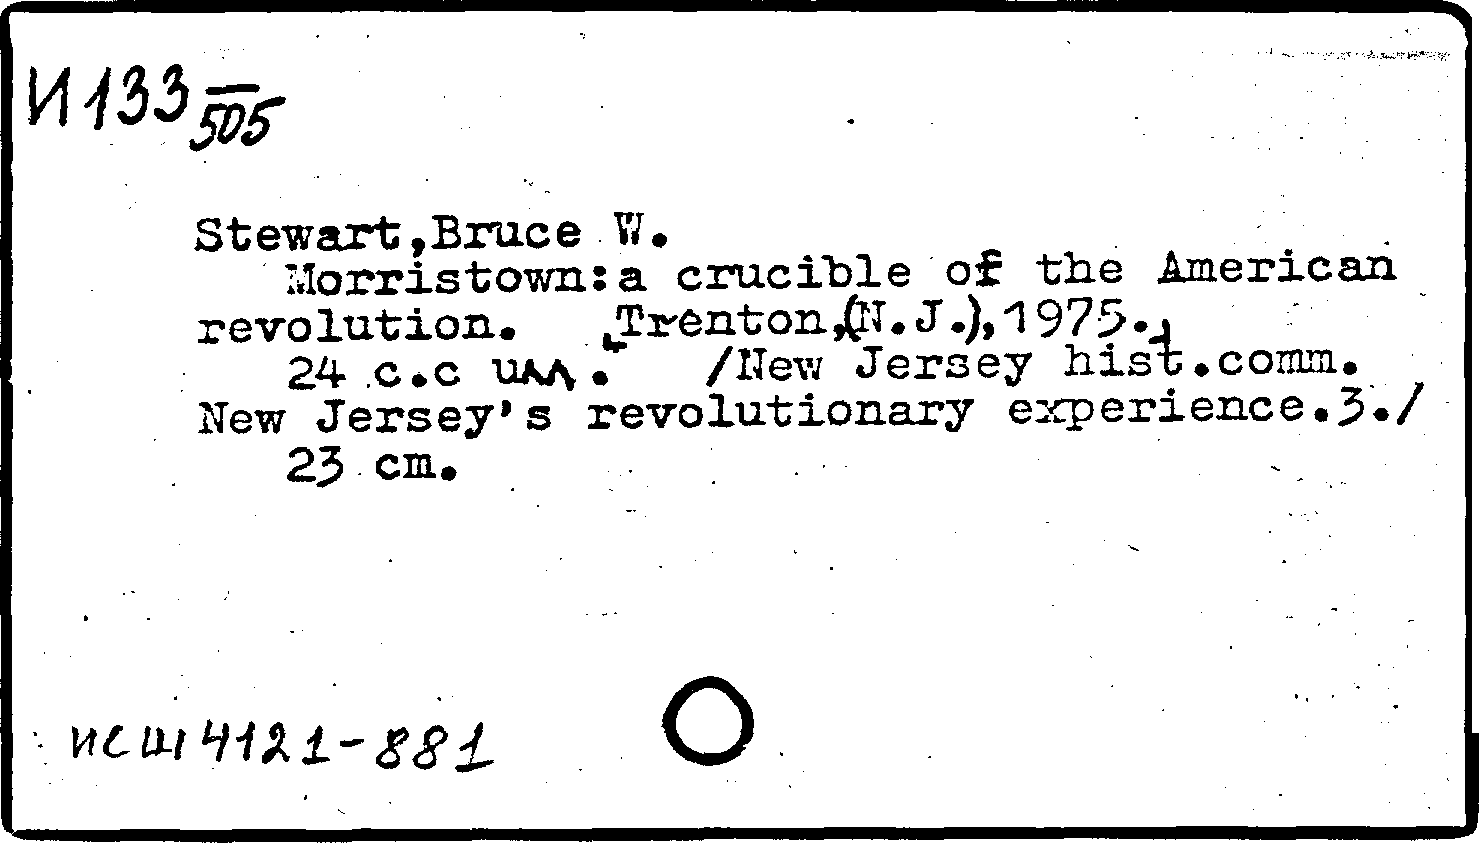 И133 505
Stewart,Bruce W.
Morristown:a crucible of the American
revolution. Trenton,(N.J.),1975.
24 c.с илл. /New Jersey hist.comm.
New Jersey's revolutionary experience.3./
23 cm.
ИСШ 4121-881